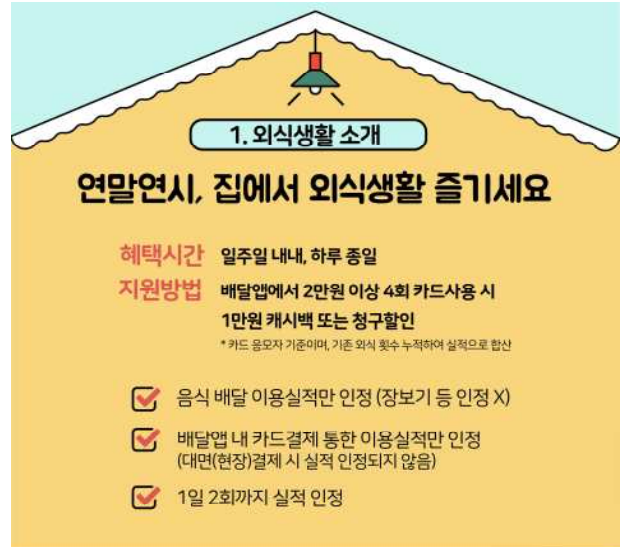 1. 외식생활 소개
연말연시, 집에서 외식생활 즐기세요
혜택시간 일주일 내내, 하루 종일
지원방법 배달앱에서 2만원 이상 4회 카드사용 시
1만원 캐시백 또는 청구할인
* 카드 응모자 기준이며, 기존 외식 횟수 누적하여 실적으로 합산
음식 배달 이용실적만 인정 (장보기 등 인정 X)
배달앱 내 카드결제 통한 이용실적만 인정
(대면(현장)결제 시 실적 인정되지 않음)
1일 2회까지 실적 인정